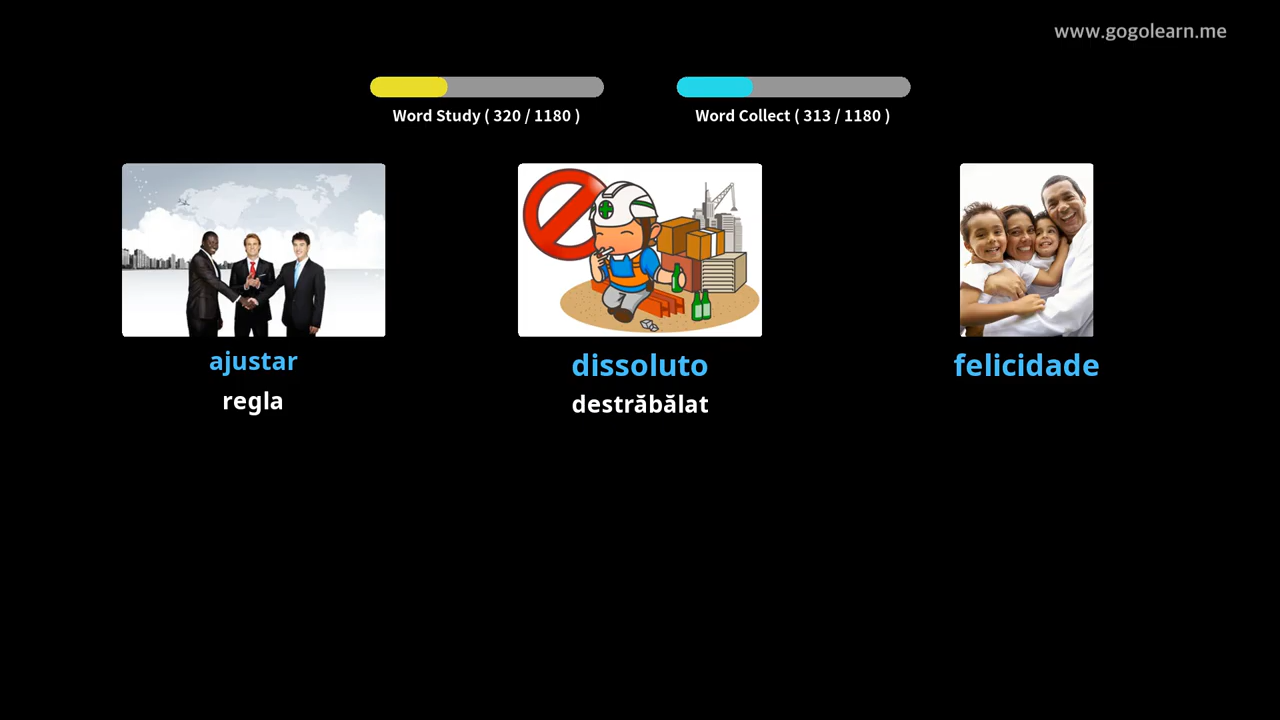 www.gogolearn.me
Word Study ( 320 / 1180 )
Word Collect ( 313 / 1180 )
ajustar
regla
dissoluto
destrăbălat
felicidade